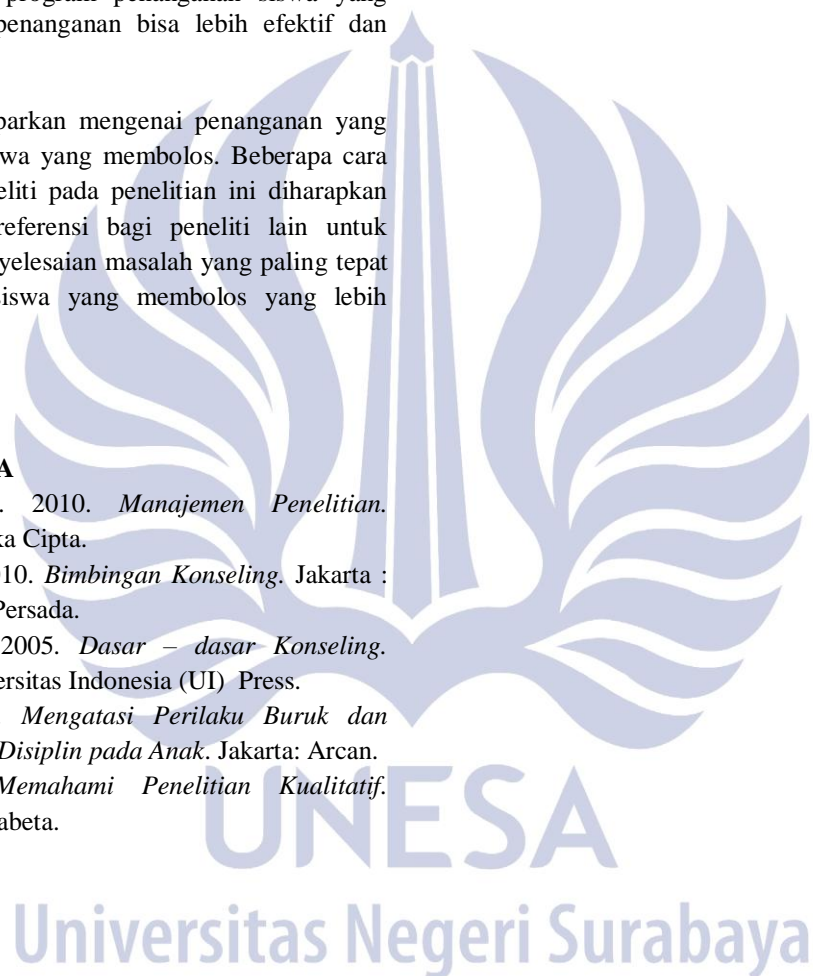 program penanganan siswa yang
penanganan bisa lebih efektif dan
parkan mengenai penanganan yang
wa yang membolos. Beberapa cara
eliti pada penelitian ini diharapkan
referensi bagi peneliti lain untuk
yelesaian masalah yang paling tepat
siswa yang membolos yang lebih
A
. 2010. Manajemen Penelitian.
ka Cipta.
10. Bimbingan Konseling. Jakarta :
Persada.
2005. Dasar – dasar Konseling.
ersitas Indonesia (UI) Press.
. Mengatasi Perilaku Buruk dan
Disiplin pada Anak. Jakarta: Arcan.
Memahami Penelitian Kualitatif.
abeta.
UNESA
Universitas Negeri Surabaya